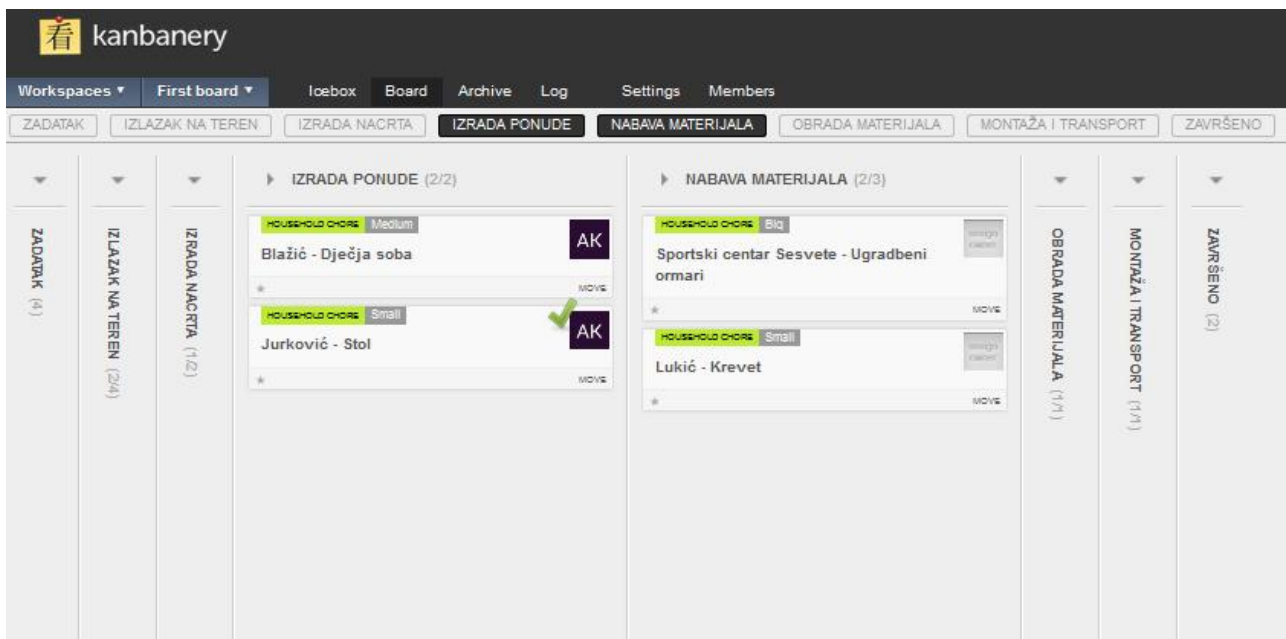 看 kanbanery
Workspaces ▾ First board ▾ Icebox Board Archive Log Settings Members
ZADATAK IZLAZAK NA TEREN IZRADA NACRTA IZRADA PONUDE NABAVA MATERIJALA OBRADA MATERIJALA MONTAŽA I TRANSPORT ZAVRŠENO
ZADATAK (4)
IZLAZAK NA TEREN (2/4)
IZRADA NACRTA (1/2)
IZRADA PONUDE (2/2)
HOUSEHOLD CHORE Medium
AK
Blažić - Dječja soba
MOVE
HOUSEHOLD CHORE Small
AK
Jurković - Stol
MOVE
NABAVA MATERIJALA (2/3)
HOUSEHOLD CHORE Big
assign
owner
Sportski centar Sesvete - Ugradbeni
ormari
MOVE
HOUSEHOLD CHORE Small
assign
owner
Lukić - Krevet
MOVE
OBRADA MATERIJALA (1/1)
MONTAŽA I TRANSPORT (1/1)
ZAVRŠENO (2)